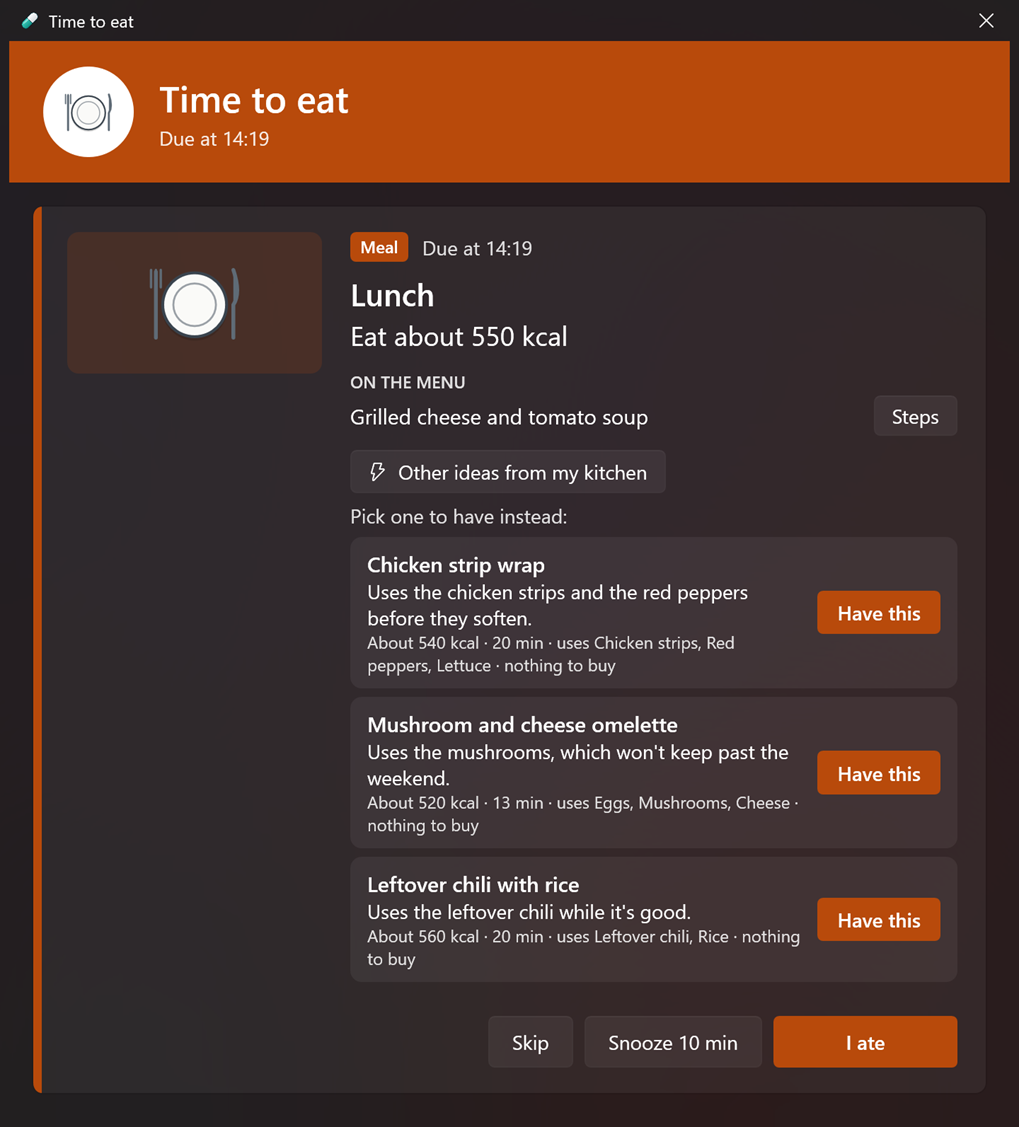 Time to eat
Time to eat
Due at 14:19
Meal
Due at 14:19
Lunch
Eat about 550 kcal
ON THE MENU
Grilled cheese and tomato soup
Steps
Other ideas from my kitchen
Pick one to have instead:
Chicken strip wrap
Uses the chicken strips and the red peppers
before they soften.
About 540 kcal · 20 min · uses Chicken strips, Red
peppers, Lettuce · nothing to buy
Have this
Mushroom and cheese omelette
Uses the mushrooms, which won't keep past the
weekend.
About 520 kcal · 13 min · uses Eggs, Mushrooms, Cheese ·
nothing to buy
Have this
Leftover chili with rice
Uses the leftover chili while it's good.
About 560 kcal · 20 min · uses Leftover chili, Rice · nothing
to buy
Have this
Skip
Snooze 10 min
I ate